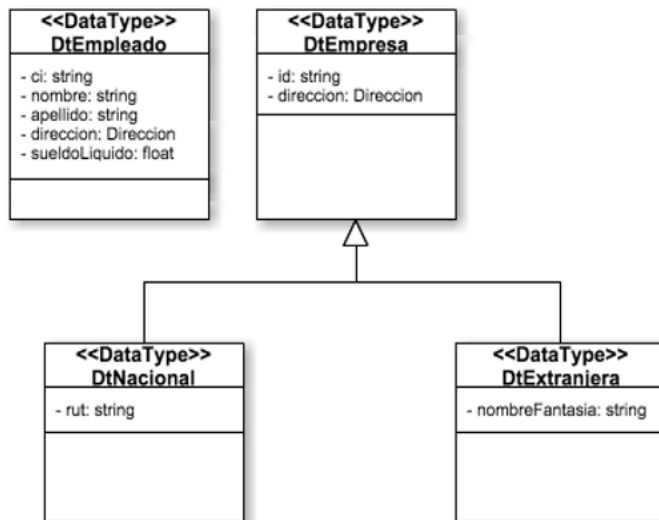 <<DataType>>
DtEmpleado
- ci: string
- nombre: string
- apellido: string
- direccion: Direccion
- sueldoLiquido: float
<<DataType>>
DtEmpresa
- id: string
- direccion: Direccion
<<DataType>>
DtNacional
- rut: string
<<DataType>>
DtExtranjera
- nombreFantasia: string